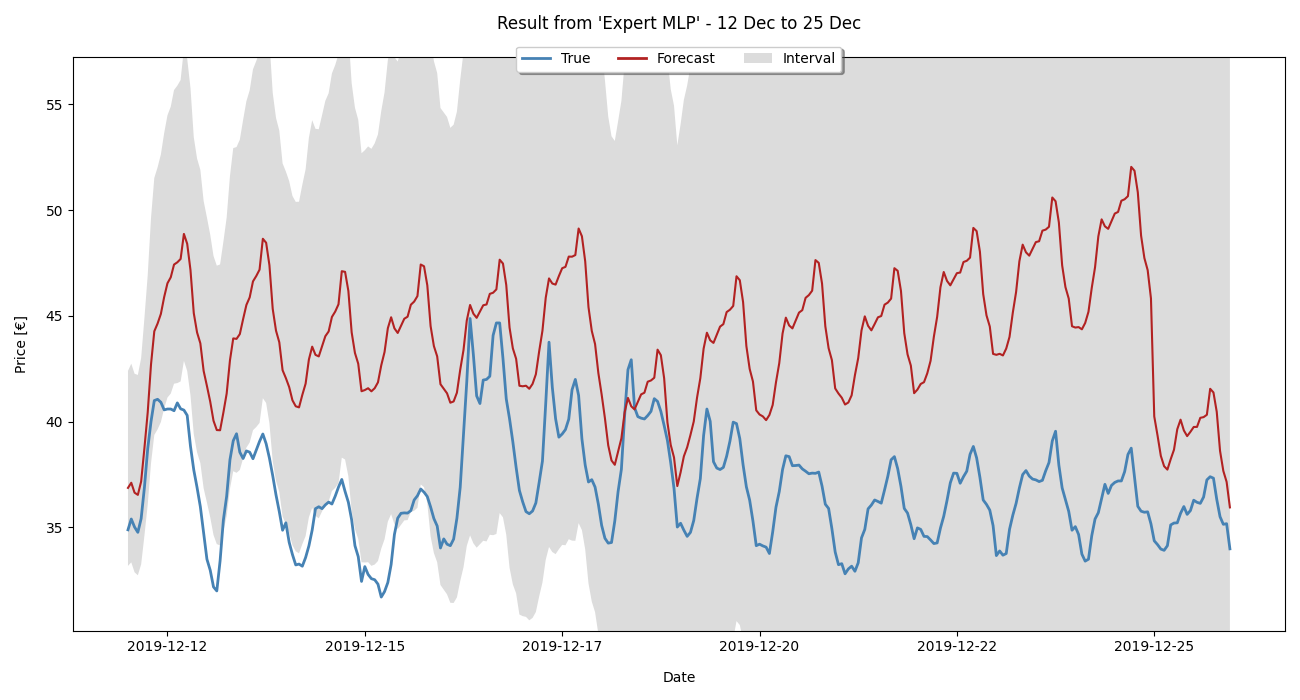 Result from 'Expert MLP' - 12 Dec to 25 Dec
True
Forecast
Interval
Price [€]
55
50
45
40
35
2019-12-12
2019-12-15
2019-12-17
2019-12-20
2019-12-22
2019-12-25
Date